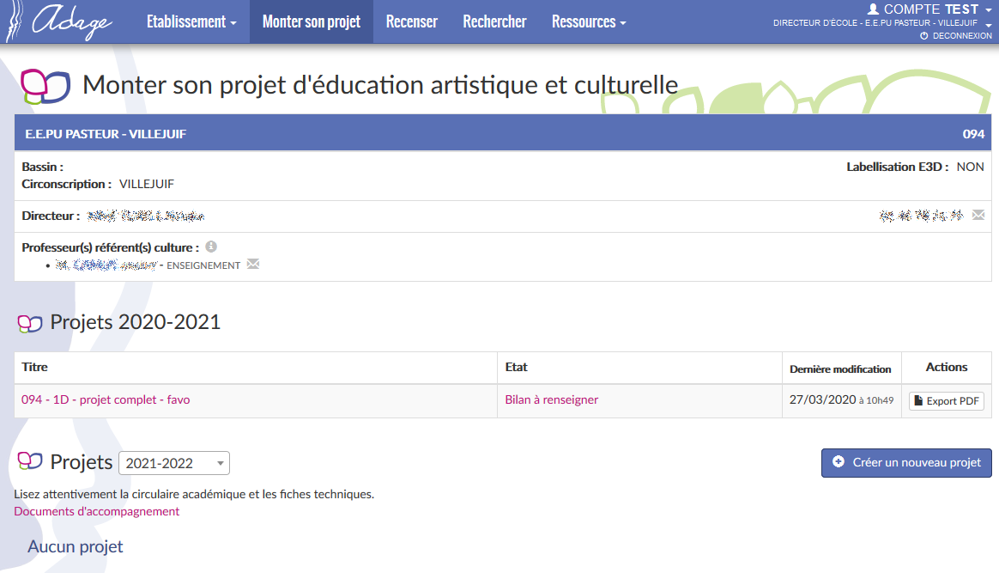 Adage Etablissement Monter son projet Recenser Rechercher Ressources
COMPTE TEST
DIRECTEUR D'ÉCOLE - E.E.PU PASTEUR - VILLEJUIF
DECONNEXION
Monter son projet d'éducation artistique et culturelle
E.E.PU PASTEUR - VILLEJUIF 094
Bassin : Labellisation E3D : NON
Circonscription : VILLEJUIF
Directeur :
Professeur(s) référent(s) culture :
• - ENSEIGNEMENT
Projets 2020-2021
Titre Etat Dernière modification Actions
094 - 1D - projet complet - favo Bilan à renseigner 27/03/2020 à 10h49 Export PDF
Projets 2021-2022 Créer un nouveau projet
Lisez attentivement la circulaire académique et les fiches techniques.
Documents d'accompagnement
Aucun projet